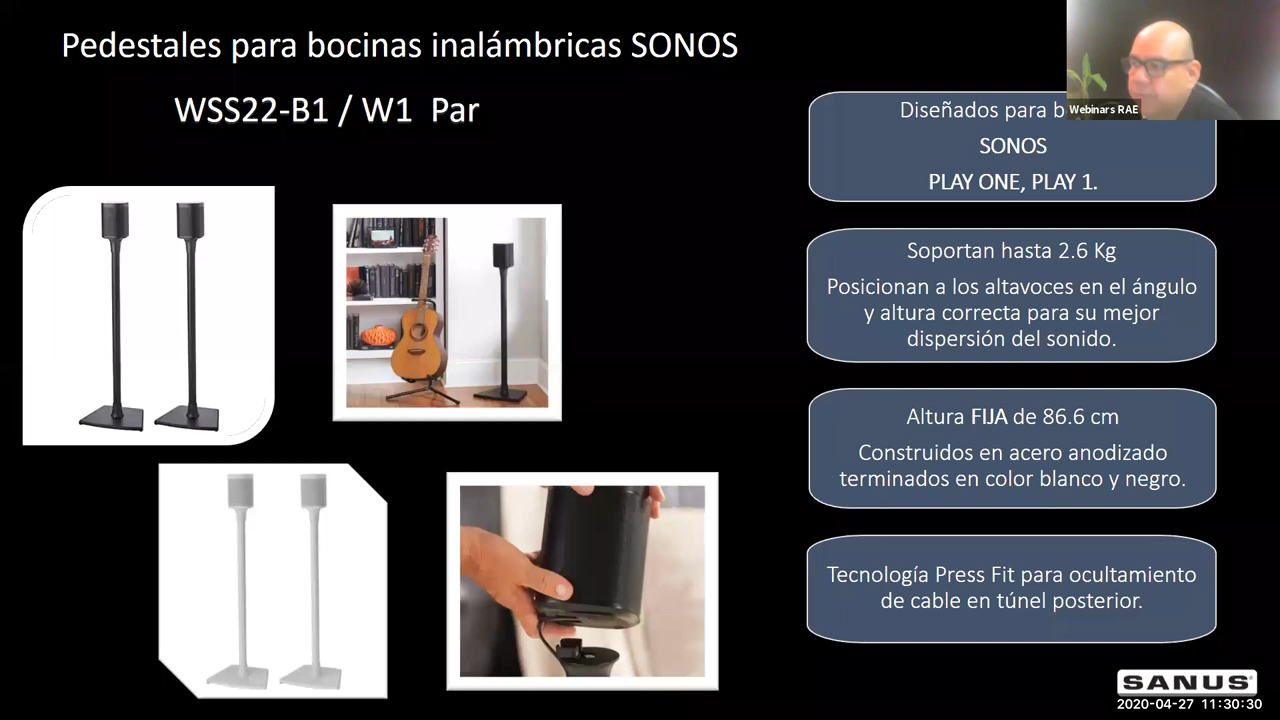 Pedestales para bocinas inalámbricas SONOS
WSS22-B1 / W1 Par
Webinars RAE
Diseñados para
SONOS
PLAY ONE, PLAY 1.
Soportan hasta 2.6 Kg
Posicionan a los altavoces en el ángulo
y altura correcta para su mejor
dispersión del sonido.
Altura FIJA de 86.6 cm
Construidos en acero anodizado
terminados en color blanco y negro.
Tecnología Press Fit para ocultamiento
de cable en túnel posterior.
SANUS
2020-04-27 11:30:30